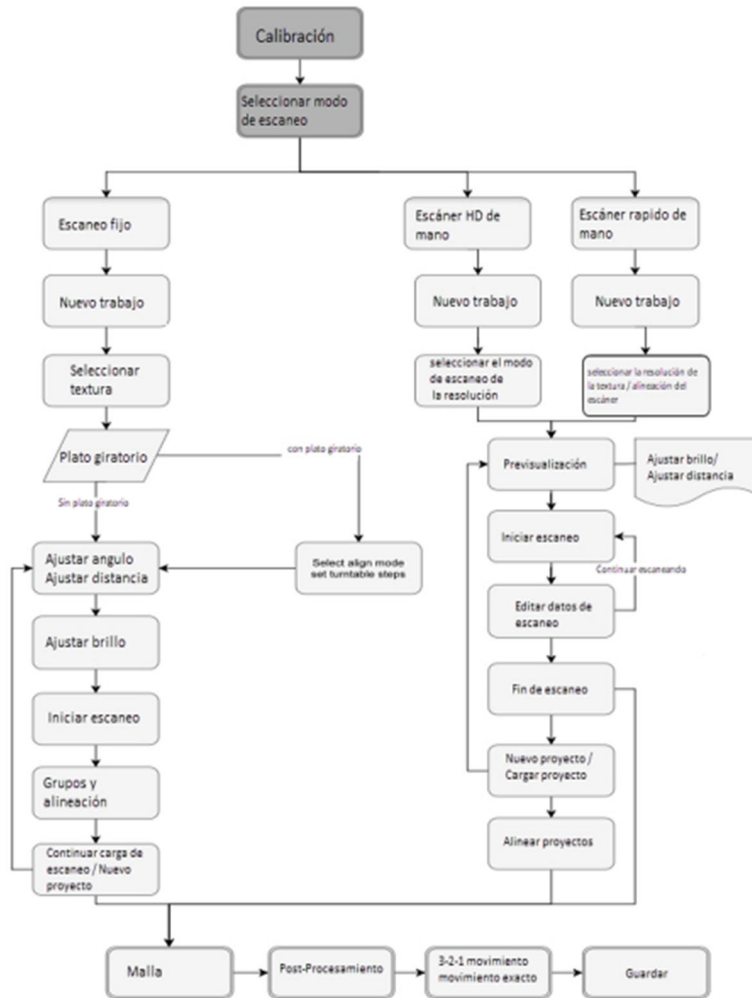 Calibración
Seleccionar modo
de escaneo
Escaneo fijo
Escáner HD de
mano
Escáner rapido de
mano
Nuevo trabajo
Nuevo trabajo
Nuevo trabajo
Seleccionar
textura
seleccionar el modo
de escaneo de
la resolución
seleccionar la resolución de
la textura / alineación del
escáner
Plato giratorio
con plato giratorio
Sin plato giratorio
Previsualización
Ajustar brillo/
Ajustar distancia
Ajustar angulo
Ajustar distancia
Select align mode
set turntable steps
Iniciar escaneo
Continuar escaneando
Editar datos de
escaneo
Ajustar brillo
Iniciar escaneo
Fin de escaneo
Grupos y
alineación
Nuevo proyecto /
Cargar proyecto
Continuar carga de
escaneo / Nuevo
proyecto
Alinear proyectos
Malla
Post-Procesamiento
3-2-1 movimiento
movimiento exacto
Guardar